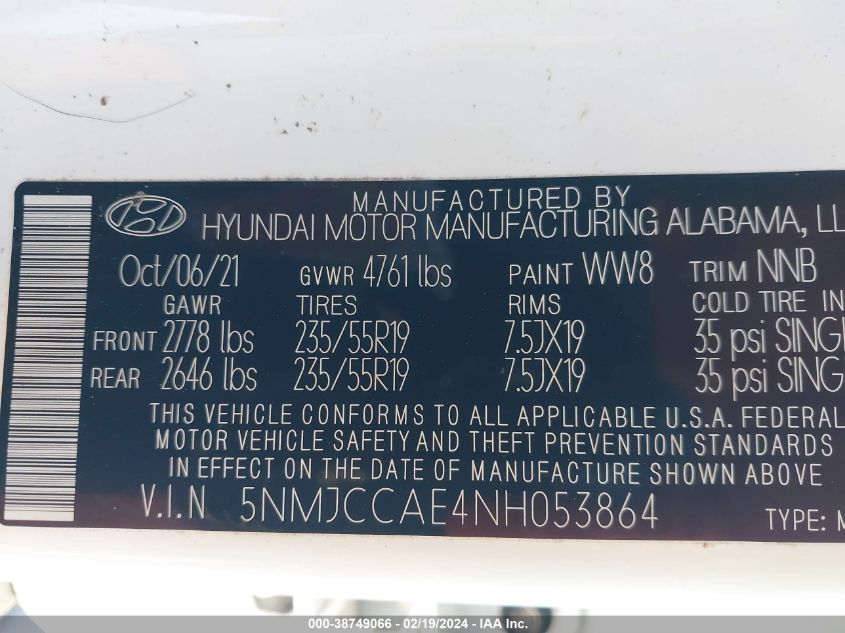 MANUFACTURED BY
HYUNDAI MOTOR MANUFACTURING ALABAMA, LL
Oct/06/21 GVWR 4761 lbs PAINT WW8 TRIM NNB
GAWR TIRES RIMS COLD TIRE IN
FRONT 2778 lbs 235/55R19 7.5JX19 35 psi SINGL
REAR 2646 lbs 235/55R19 7.5JX19 35 psi SING
THIS VEHICLE CONFORMS TO ALL APPLICABLE U.S.A. FEDERAL
MOTOR VEHICLE SAFETY AND THEFT PREVENTION STANDARDS
IN EFFECT ON THE DATE OF MANUFACTURE SHOWN ABOVE
V.I.N 5NMJCCAE4NH053864
TYPE: M
000-38749066 - 02/19/2024 - IAA Inc.